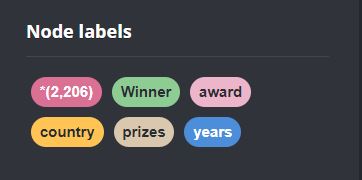 Node labels
*(2,206) Winner award
country prizes years